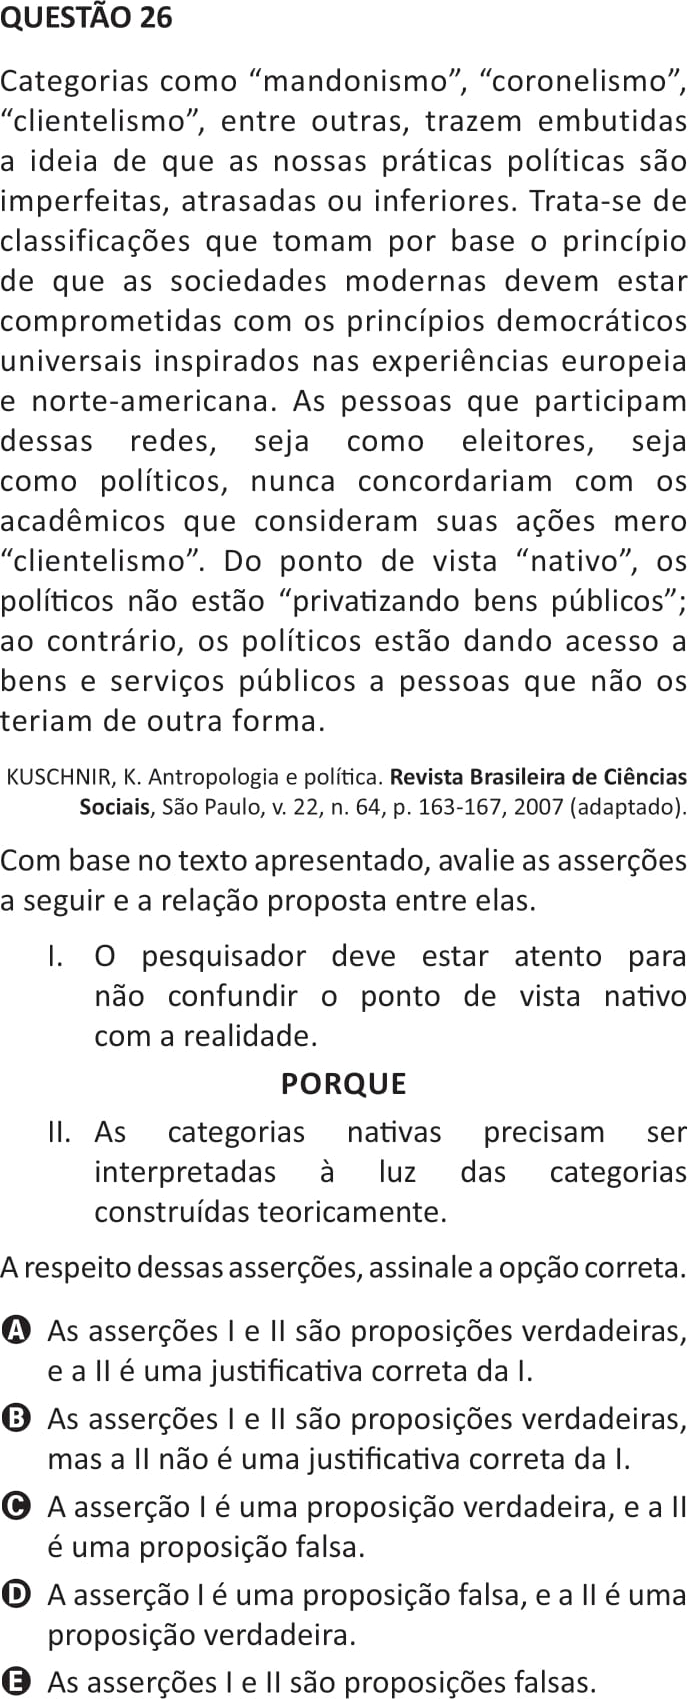 QUESTÃO 26
Categorias como “mandonismo”, “coronelismo”,
“clientelismo”, entre outras, trazem embutidas
a ideia de que as nossas práticas políticas são
imperfeitas, atrasadas ou inferiores. Trata-se de
classificações que tomam por base o princípio
de que as sociedades modernas devem estar
comprometidas com os princípios democráticos
universais inspirados nas experiências europeia
e norte-americana. As pessoas que participam
dessas redes, seja como eleitores, seja
como políticos, nunca concordariam com os
acadêmicos que consideram suas ações mero
“clientelismo”. Do ponto de vista “nativo”, os
políticos não estão “privatizando bens públicos”;
ao contrário, os políticos estão dando acesso a
bens e serviços públicos a pessoas que não os
teriam de outra forma.
KUSCHNIR, K. Antropologia e política. Revista Brasileira de Ciências
Sociais, São Paulo, v. 22, n. 64, p. 163-167, 2007 (adaptado).
Com base no texto apresentado, avalie as asserções
a seguir e a relação proposta entre elas.
I. O pesquisador deve estar atento para
não confundir o ponto de vista nativo
com a realidade.
PORQUE
II. As categorias nativas precisam ser
interpretadas à luz das categorias
construídas teoricamente.
A respeito dessas asserções, assinale a opção correta.
A As asserções I e II são proposições verdadeiras,
e a II é uma justificativa correta da I.
B As asserções I e II são proposições verdadeiras,
mas a II não é uma justificativa correta da I.
C A asserção I é uma proposição verdadeira, e a II
é uma proposição falsa.
D A asserção I é uma proposição falsa, e a II é uma
proposição verdadeira.
E As asserções I e II são proposições falsas.